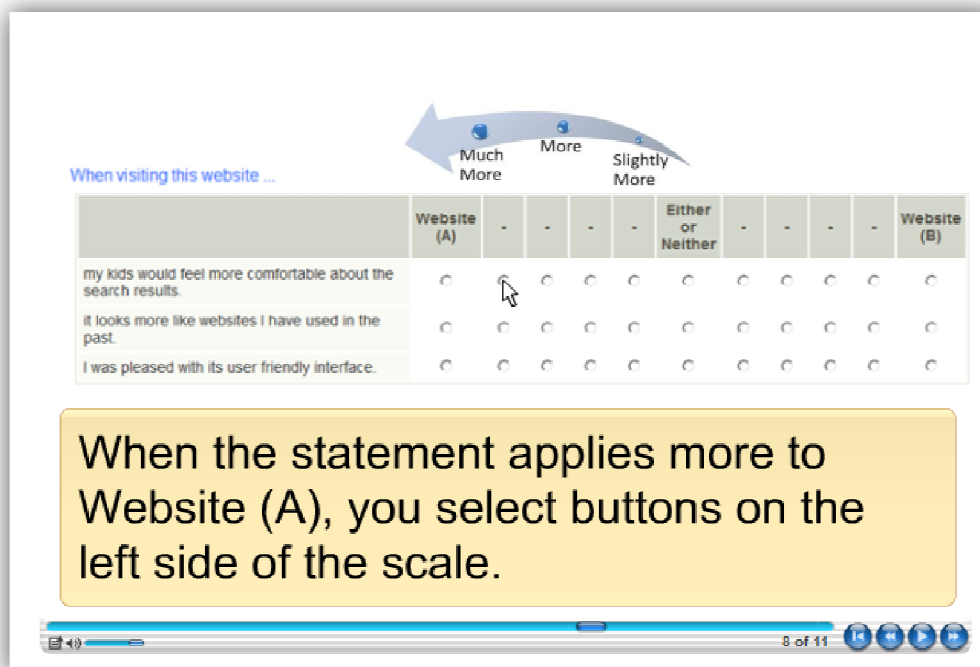 Much
More
More
Slightly
More
When visiting this website ...
Website
(A)
-
-
-
-
Either
or
Neither
-
-
-
-
Website
(B)
my kids would feel more comfortable about the
search results.
it looks more like websites I have used in the
past.
I was pleased with its user friendly interface.
When the statement applies more to
Website (A), you select buttons on the
left side of the scale.
8 of 11